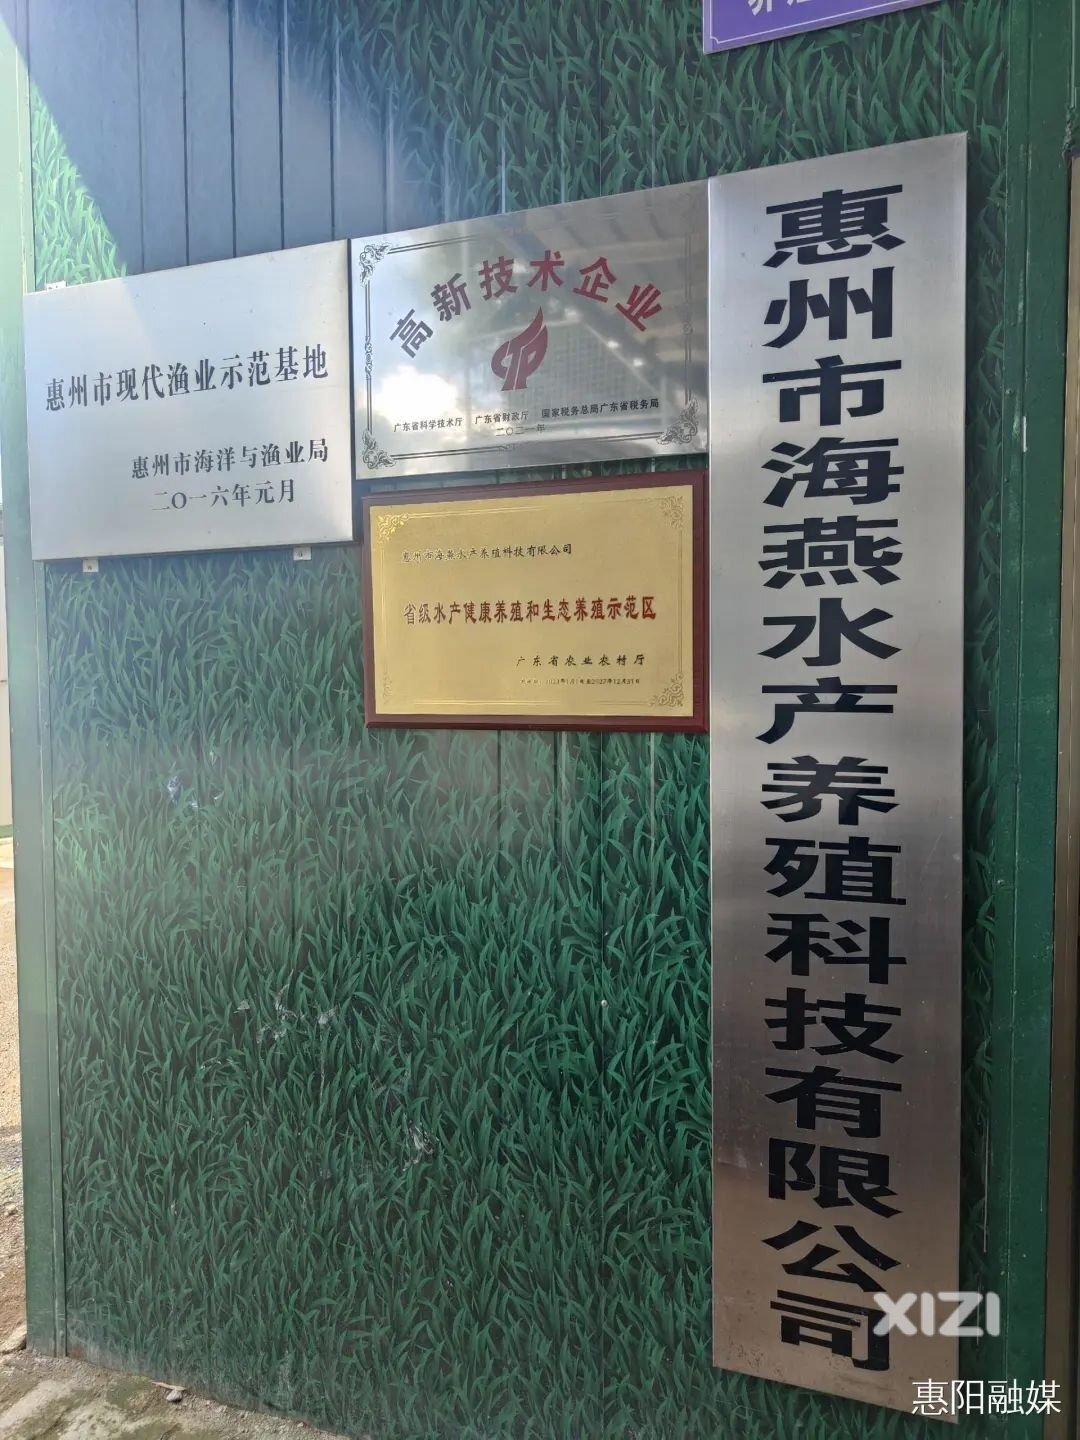 惠州市现代渔业示范基地
惠州市海洋与渔业局
二〇一六年元月
高新技术企业
广东省科学技术厅 广东省财政厅 国家税务总局广东省税务局
二〇二一年
惠州市海燕水产养殖科技有限公司
省级水产健康养殖和生态养殖示范区
广东省农业农村厅
惠州市海燕水产养殖科技有限公司
XIZI
惠阳融媒